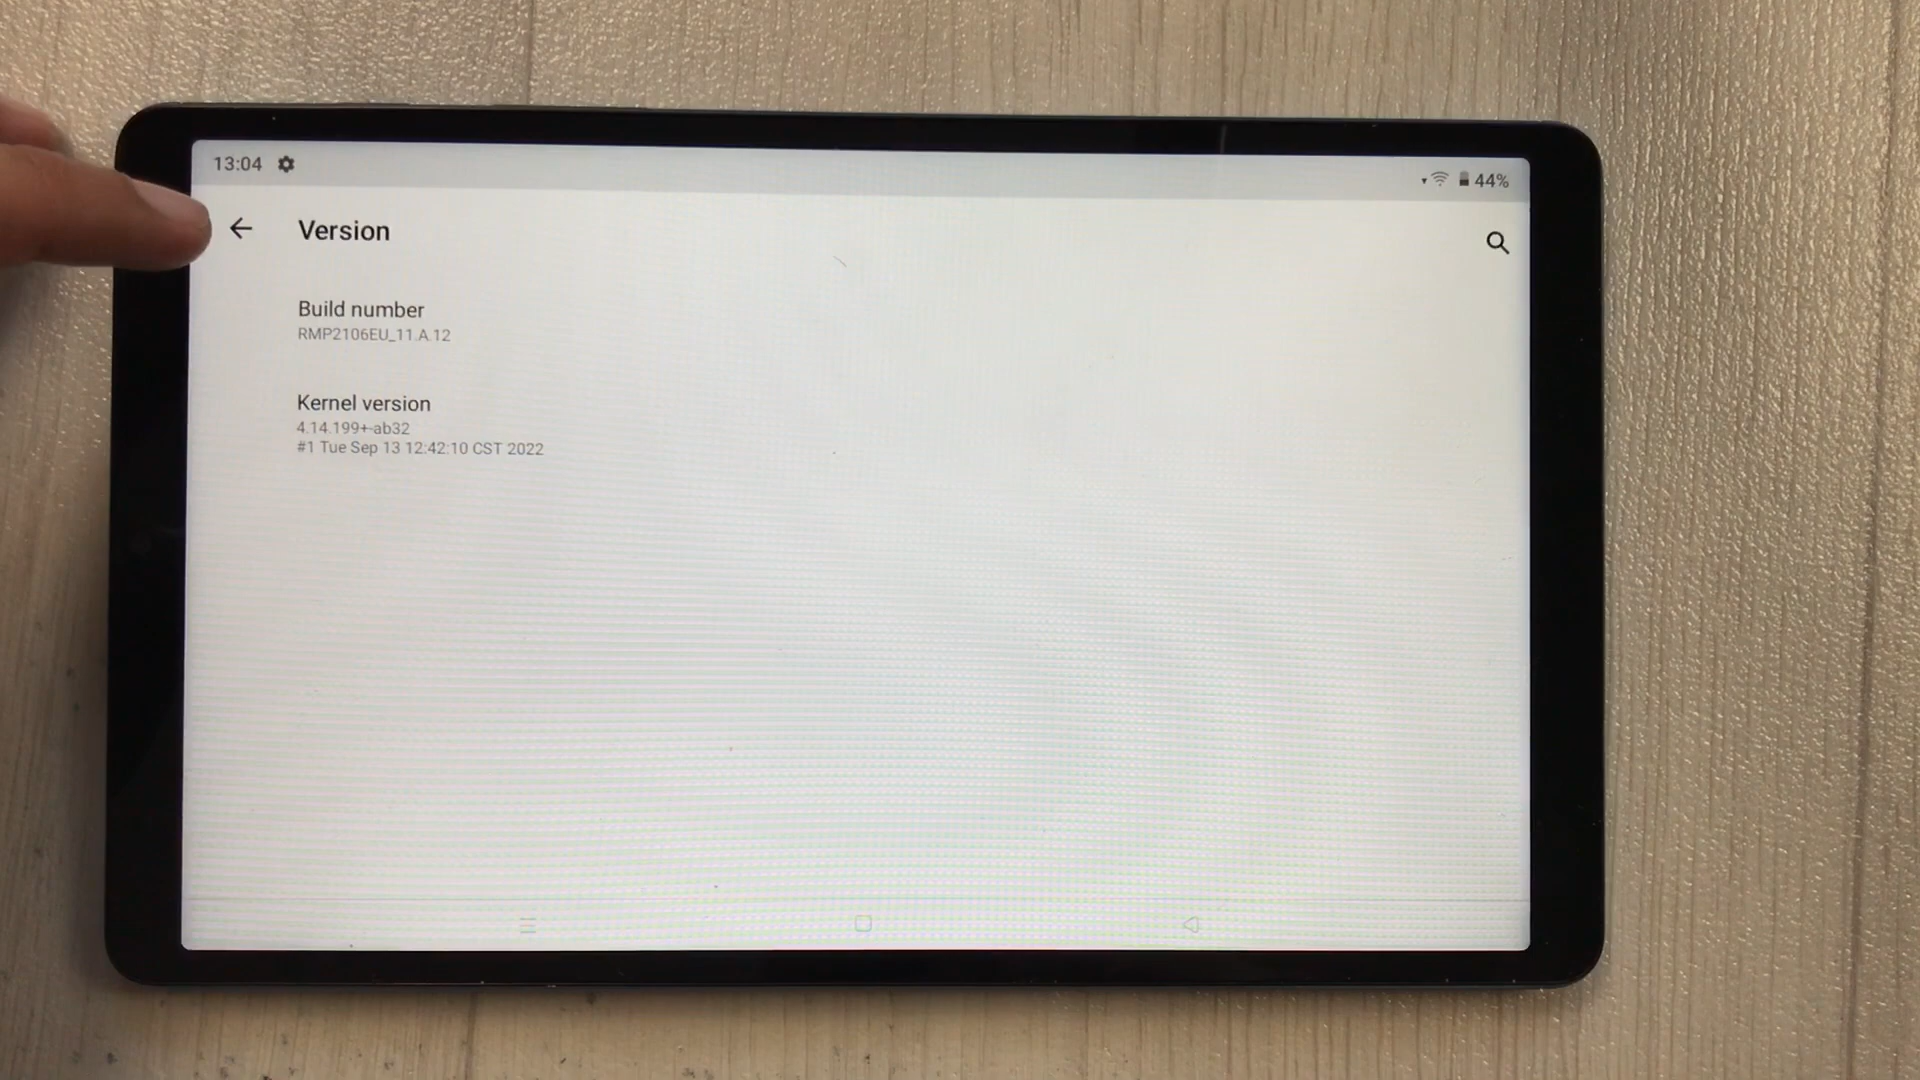 13:04
44%
Version
Build number
RMP2106EU_11.A.12
Kernel version
4.14.199+-ab32
#1 Tue Sep 13 12:42:10 CST 2022